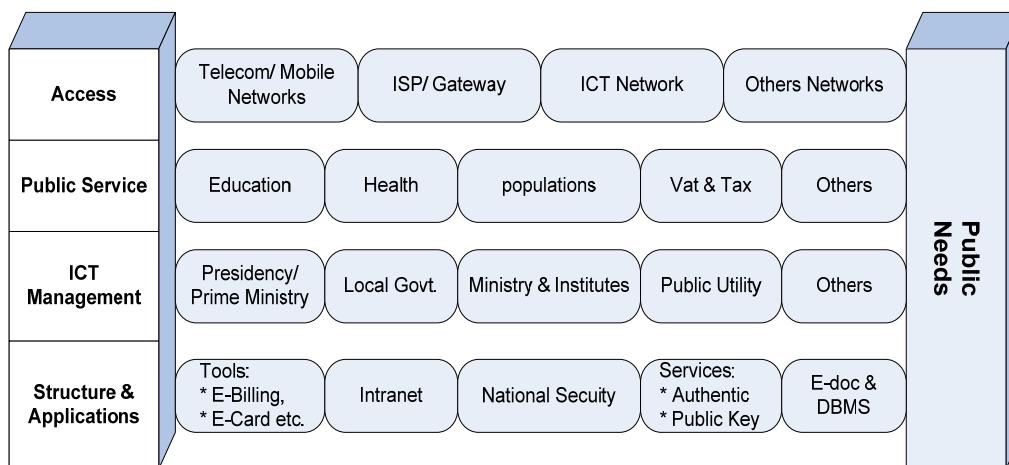 Access
Telecom/ Mobile
Networks
ISP/ Gateway
ICT Network
Others Networks
Public Service
Education
Health
populations
Vat & Tax
Others
ICT
Management
Presidency/
Prime Ministry
Local Govt.
Ministry & Institutes
Public Utility
Others
Structure &
Applications
Tools:
* E-Billing,
* E-Card etc.
Intranet
National Secuity
Services:
* Authentic
* Public Key
E-doc &
DBMS
Public
Needs